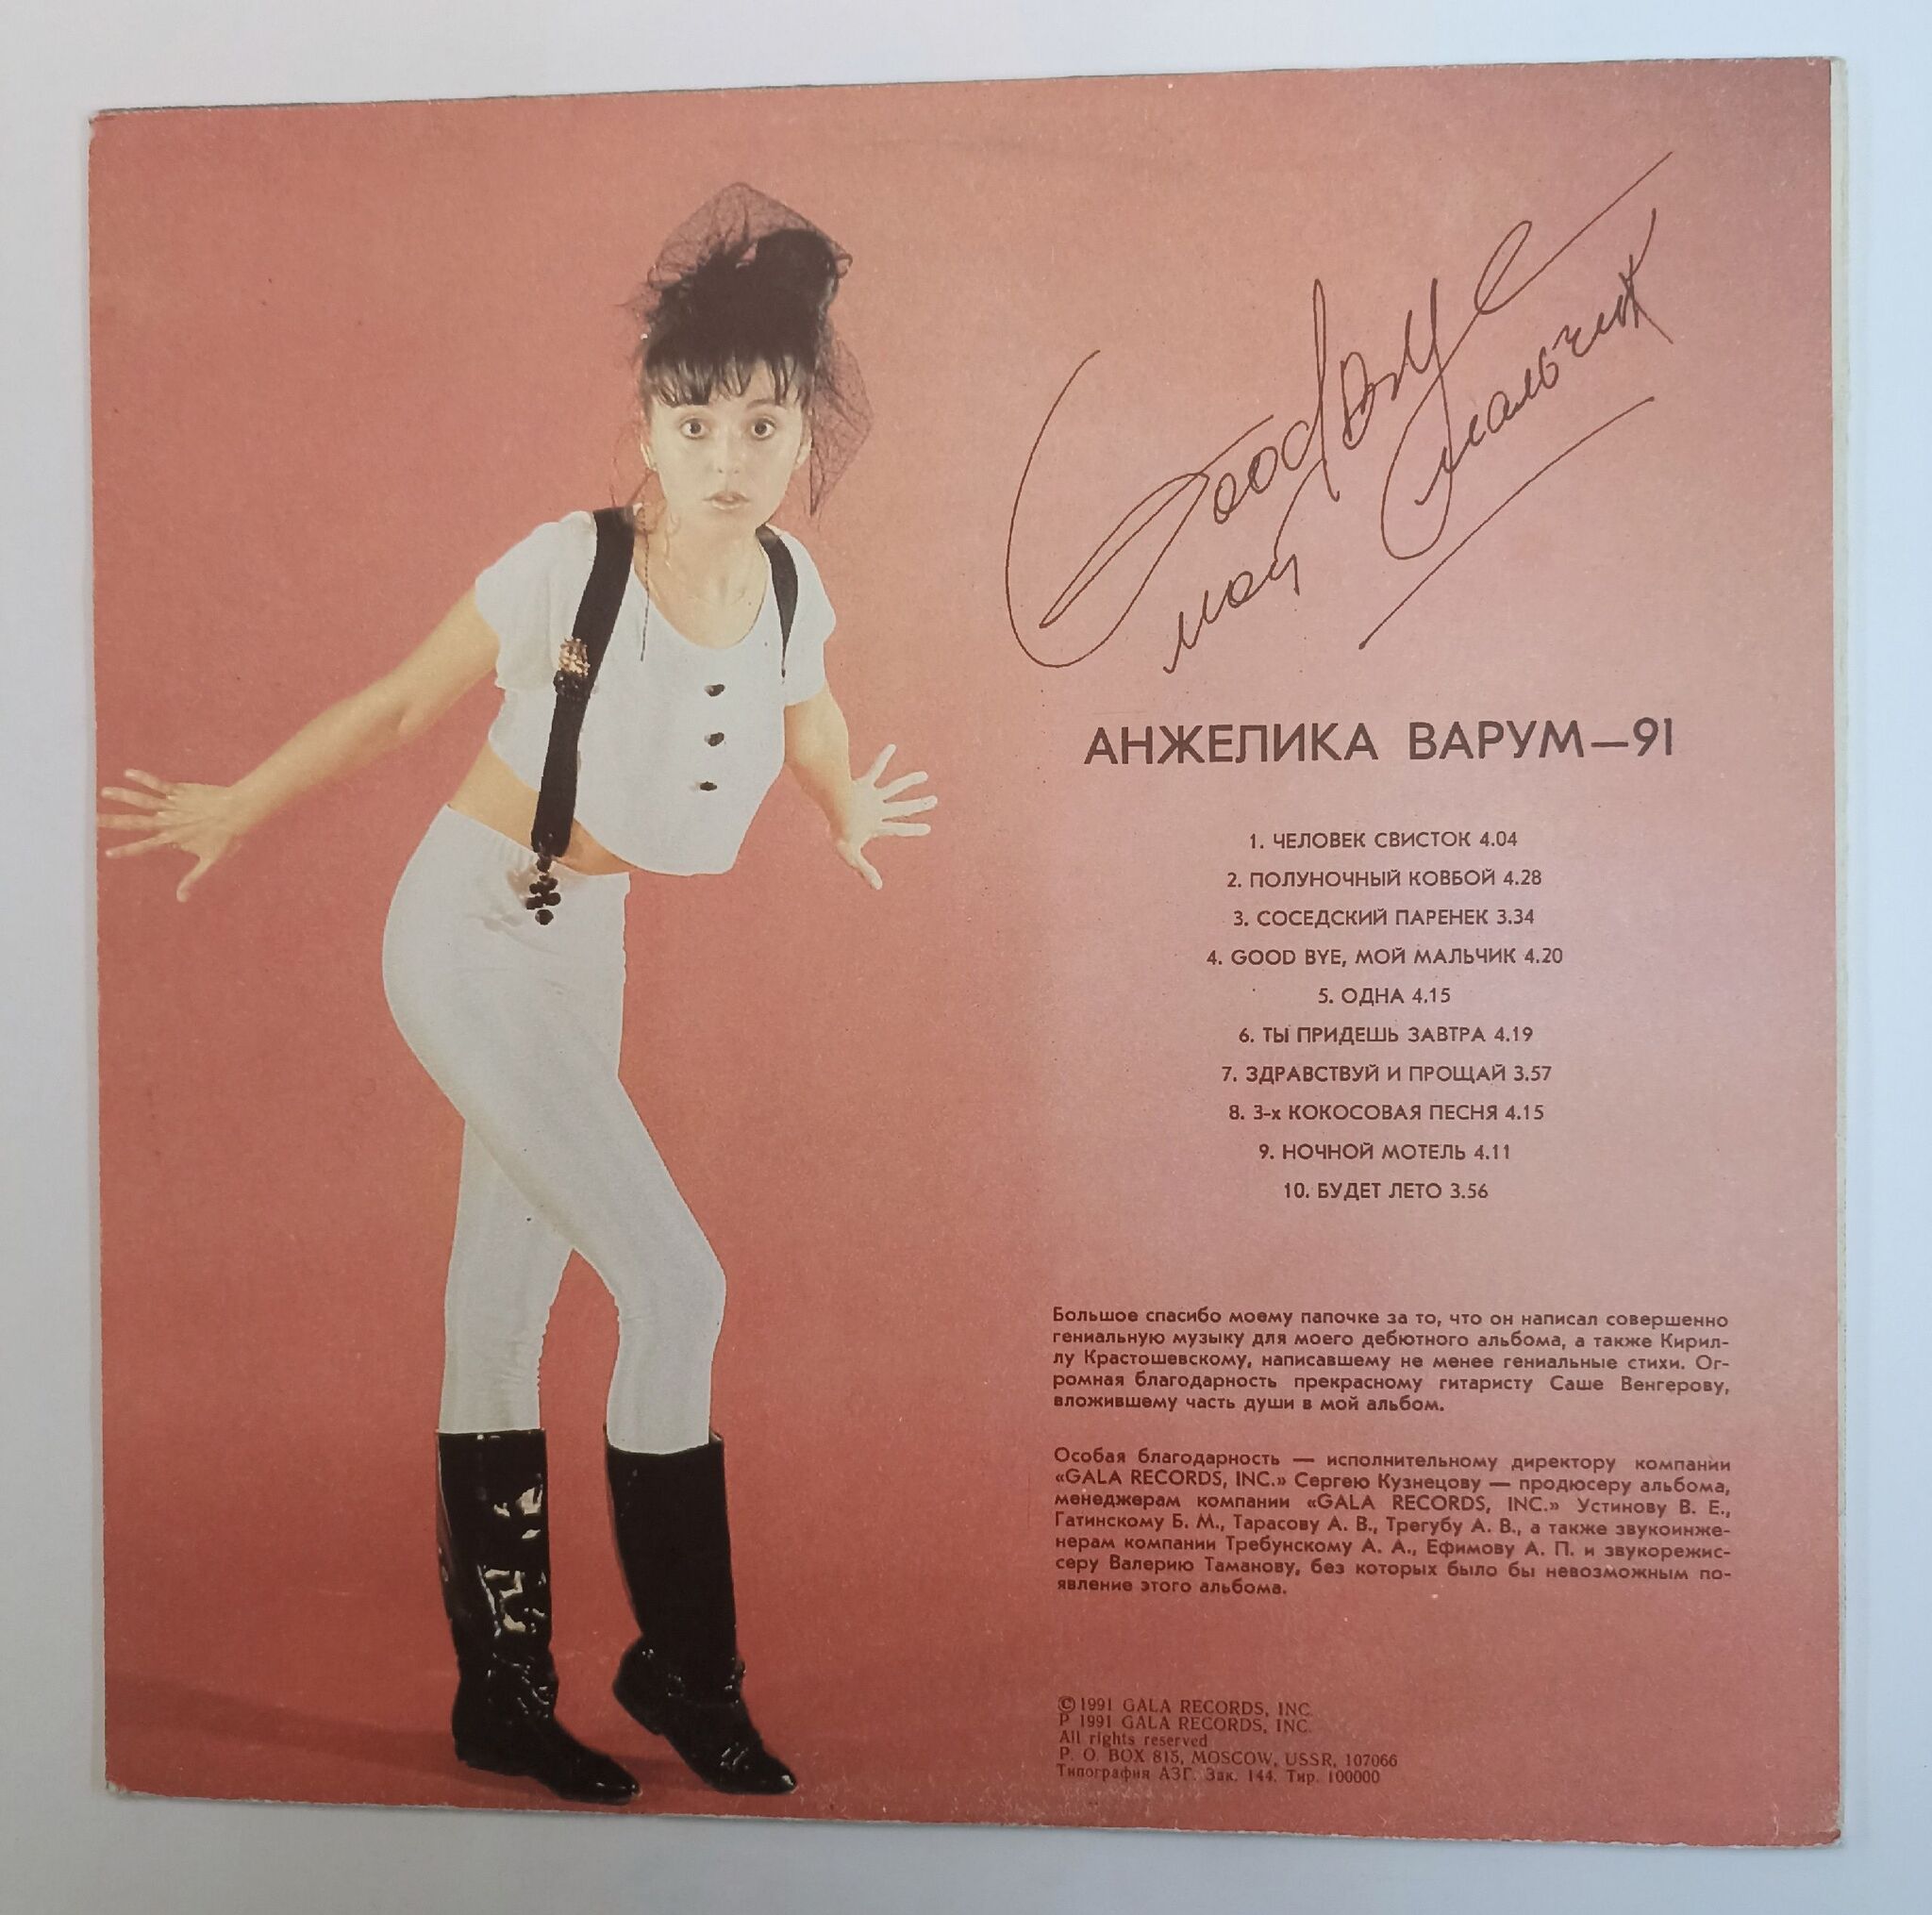 Goodbye
мой мальчик
АНЖЕЛИКА ВАРУМ—91
1. ЧЕЛОВЕК СВИСТОК 4.04
2. ПОЛУНОЧНЫЙ КОВБОЙ 4.28
3. СОСЕДСКИЙ ПАРЕНЕК 3.34
4. GOOD BYE, МОЙ МАЛЬЧИК 4.20
5. ОДНА 4.15
6. ТЫ ПРИДЕШЬ ЗАВТРА 4.19
7. ЗДРАВСТВУЙ И ПРОЩАЙ 3.57
8. 3-х КОКОСОВАЯ ПЕСНЯ 4.15
9. НОЧНОЙ МОТЕЛЬ 4.11
10. БУДЕТ ЛЕТО 3.56
Большое спасибо моему папочке за то, что он написал совершенно
гениальную музыку для моего дебютного альбома, а также Кирил-
лу Крастошевскому, написавшему не менее гениальные стихи. Ог-
ромная благодарность прекрасному гитаристу Саше Венгерову,
вложившему часть души в мой альбом.
Особая благодарность — исполнительному директору компании
«GALA RECORDS, INC.» Сергею Кузнецову — продюсеру альбома,
менеджерам компании «GALA RECORDS, INC.» Устинову В. Е.,
Гатинскому Б. М., Тарасову А. В., Трегубу А. В., а также звукоинже-
нерам компании Требунскому А. А., Ефимову А. П. и звукорежис-
серу Валерию Таманову, без которых было бы невозможным по-
явление этого альбома.
©1991 GALA RECORDS, INC.
P 1991 GALA RECORDS, INC.
All rights reserved
P. O. BOX 815, MOSCOW, USSR, 107066
Типография АЗГ. Зак. 144. Тир. 100000